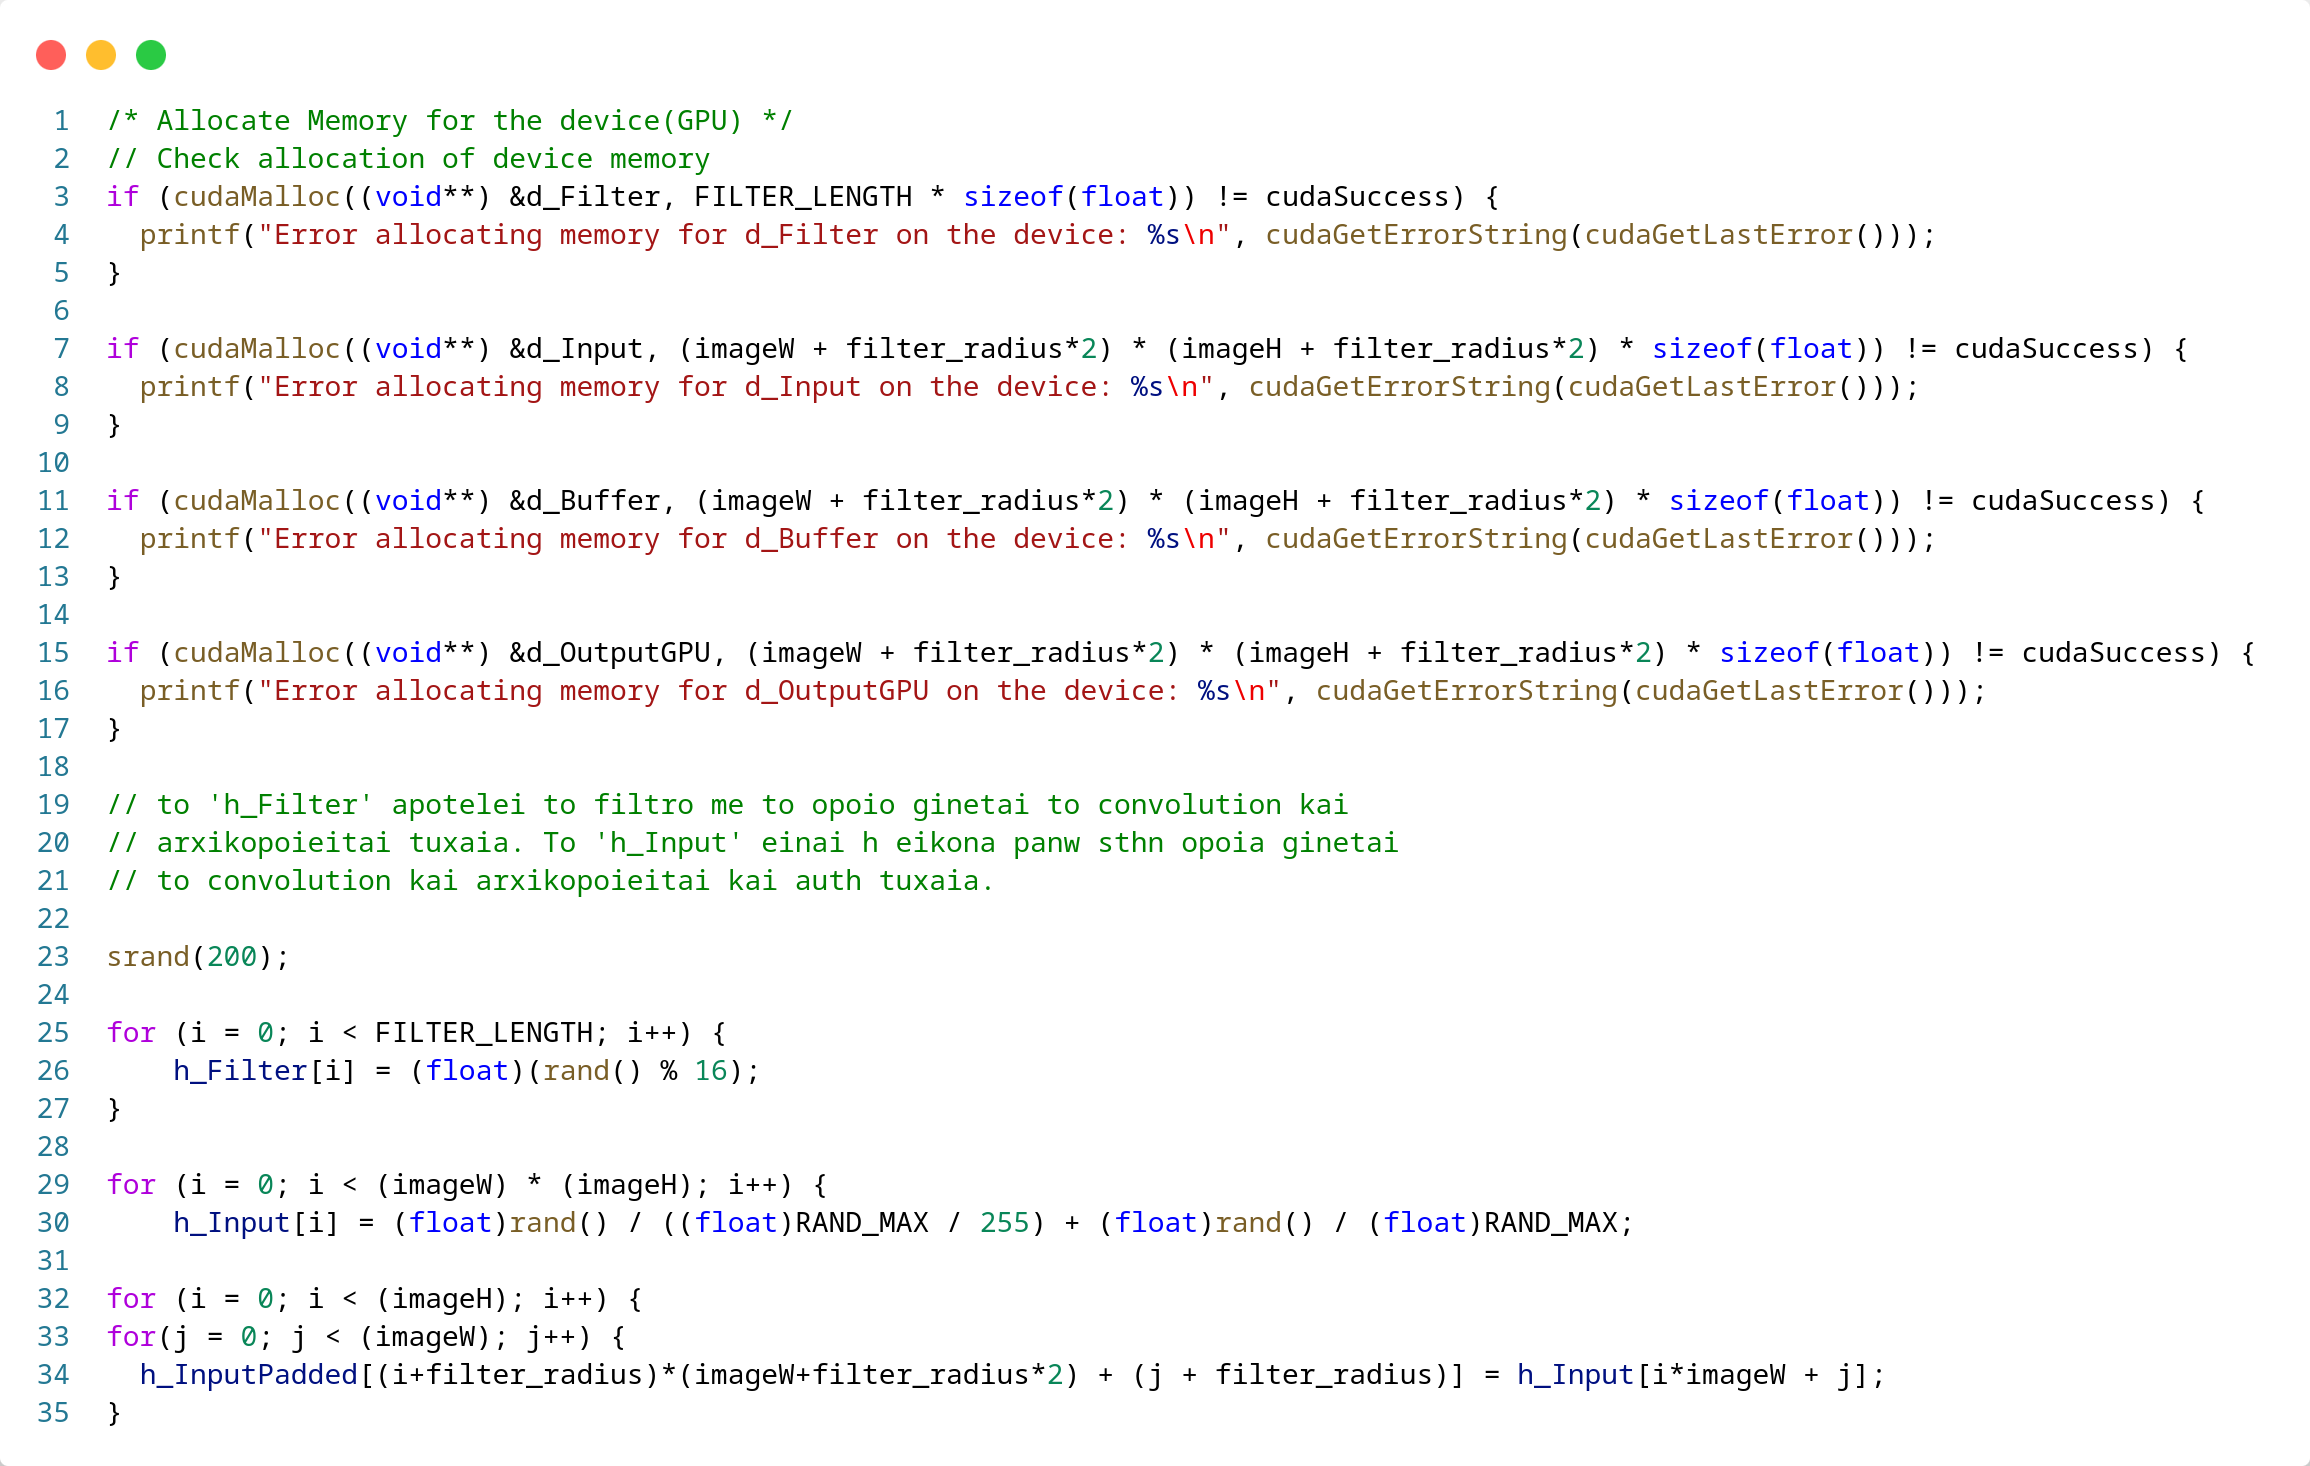 1 /* Allocate Memory for the device(GPU) */
2 // Check allocation of device memory
3 if (cudaMalloc((void**) &d_Filter, FILTER_LENGTH * sizeof(float)) != cudaSuccess) {
4   printf("Error allocating memory for d_Filter on the device: %s\n", cudaGetErrorString(cudaGetLastError()));
5 }
6
7 if (cudaMalloc((void**) &d_Input, (imageW + filter_radius*2) * (imageH + filter_radius*2) * sizeof(float)) != cudaSuccess) {
8   printf("Error allocating memory for d_Input on the device: %s\n", cudaGetErrorString(cudaGetLastError()));
9 }
10
11 if (cudaMalloc((void**) &d_Buffer, (imageW + filter_radius*2) * (imageH + filter_radius*2) * sizeof(float)) != cudaSuccess) {
12   printf("Error allocating memory for d_Buffer on the device: %s\n", cudaGetErrorString(cudaGetLastError()));
13 }
14
15 if (cudaMalloc((void**) &d_OutputGPU, (imageW + filter_radius*2) * (imageH + filter_radius*2) * sizeof(float)) != cudaSuccess) {
16   printf("Error allocating memory for d_OutputGPU on the device: %s\n", cudaGetErrorString(cudaGetLastError()));
17 }
18
19 // to 'h_Filter' apotelei to filtro me to opoio ginetai to convolution kai
20 // arxikopoieitai tuxaia. To 'h_Input' einai h eikona panw sthn opoia ginetai
21 // to convolution kai arxikopoieitai kai auth tuxaia.
22
23 srand(200);
24
25 for (i = 0; i < FILTER_LENGTH; i++) {
26     h_Filter[i] = (float)(rand() % 16);
27 }
28
29 for (i = 0; i < (imageW) * (imageH); i++) {
30     h_Input[i] = (float)rand() / ((float)RAND_MAX / 255) + (float)rand() / (float)RAND_MAX;
31
32 for (i = 0; i < (imageH); i++) {
33 for(j = 0; j < (imageW); j++) {
34   h_InputPadded[(i+filter_radius)*(imageW+filter_radius*2) + (j + filter_radius)] = h_Input[i*imageW + j];
35 }